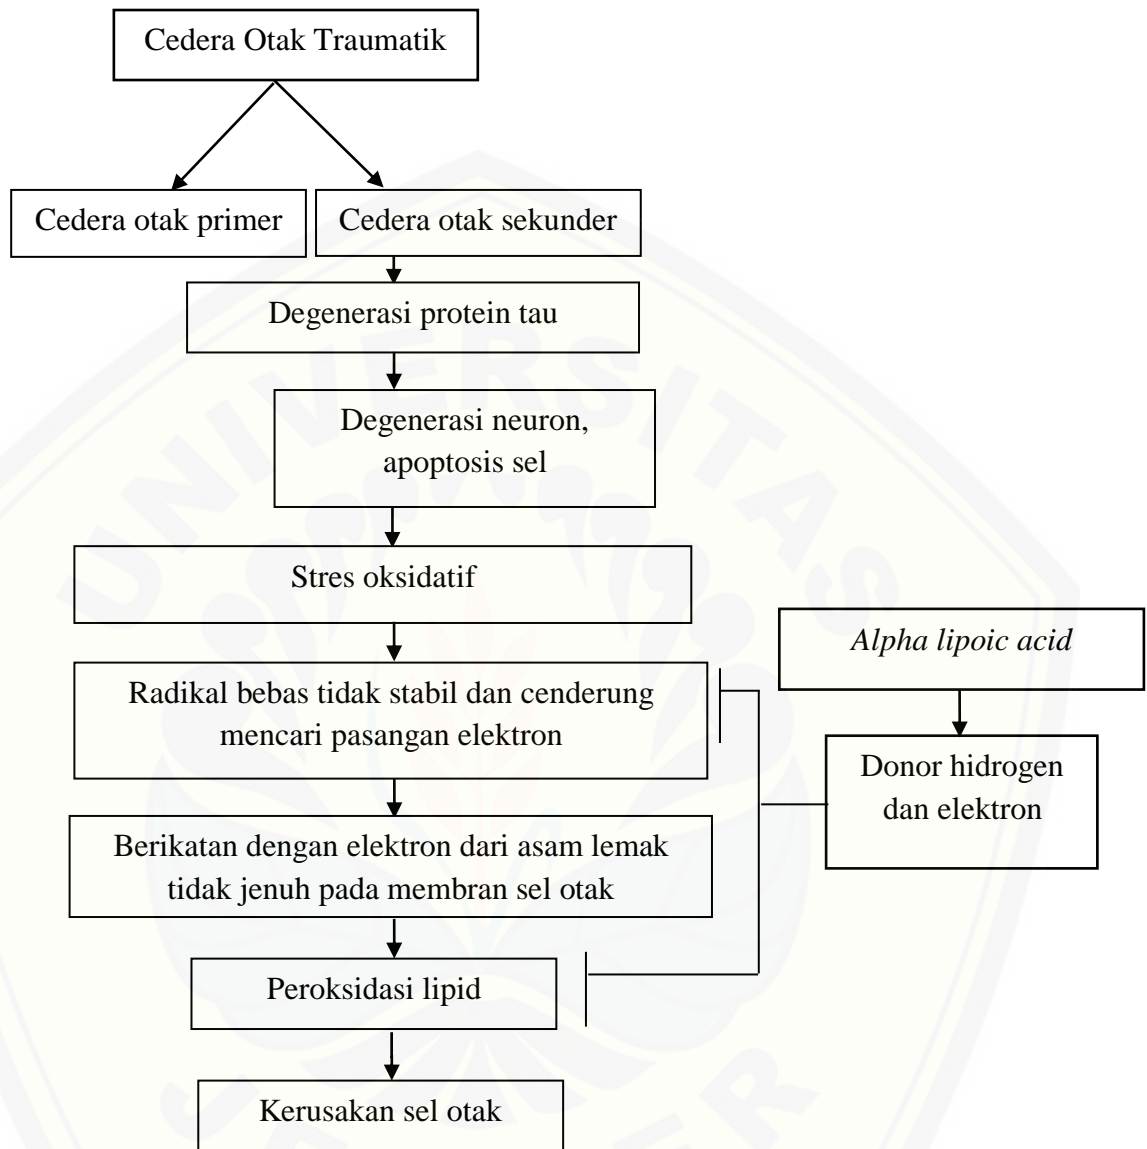 Cedera Otak Traumatik
Cedera otak primer
Cedera otak sekunder
Degenerasi protein tau
Degenerasi neuron,
apoptosis sel
Stres oksidatif
Alpha lipoic acid
Radikal bebas tidak stabil dan cenderung
mencari pasangan elektron
Donor hidrogen
dan elektron
Berikatan dengan elektron dari asam lemak
tidak jenuh pada membran sel otak
Peroksidasi lipid
Kerusakan sel otak
UNIVERSITAS